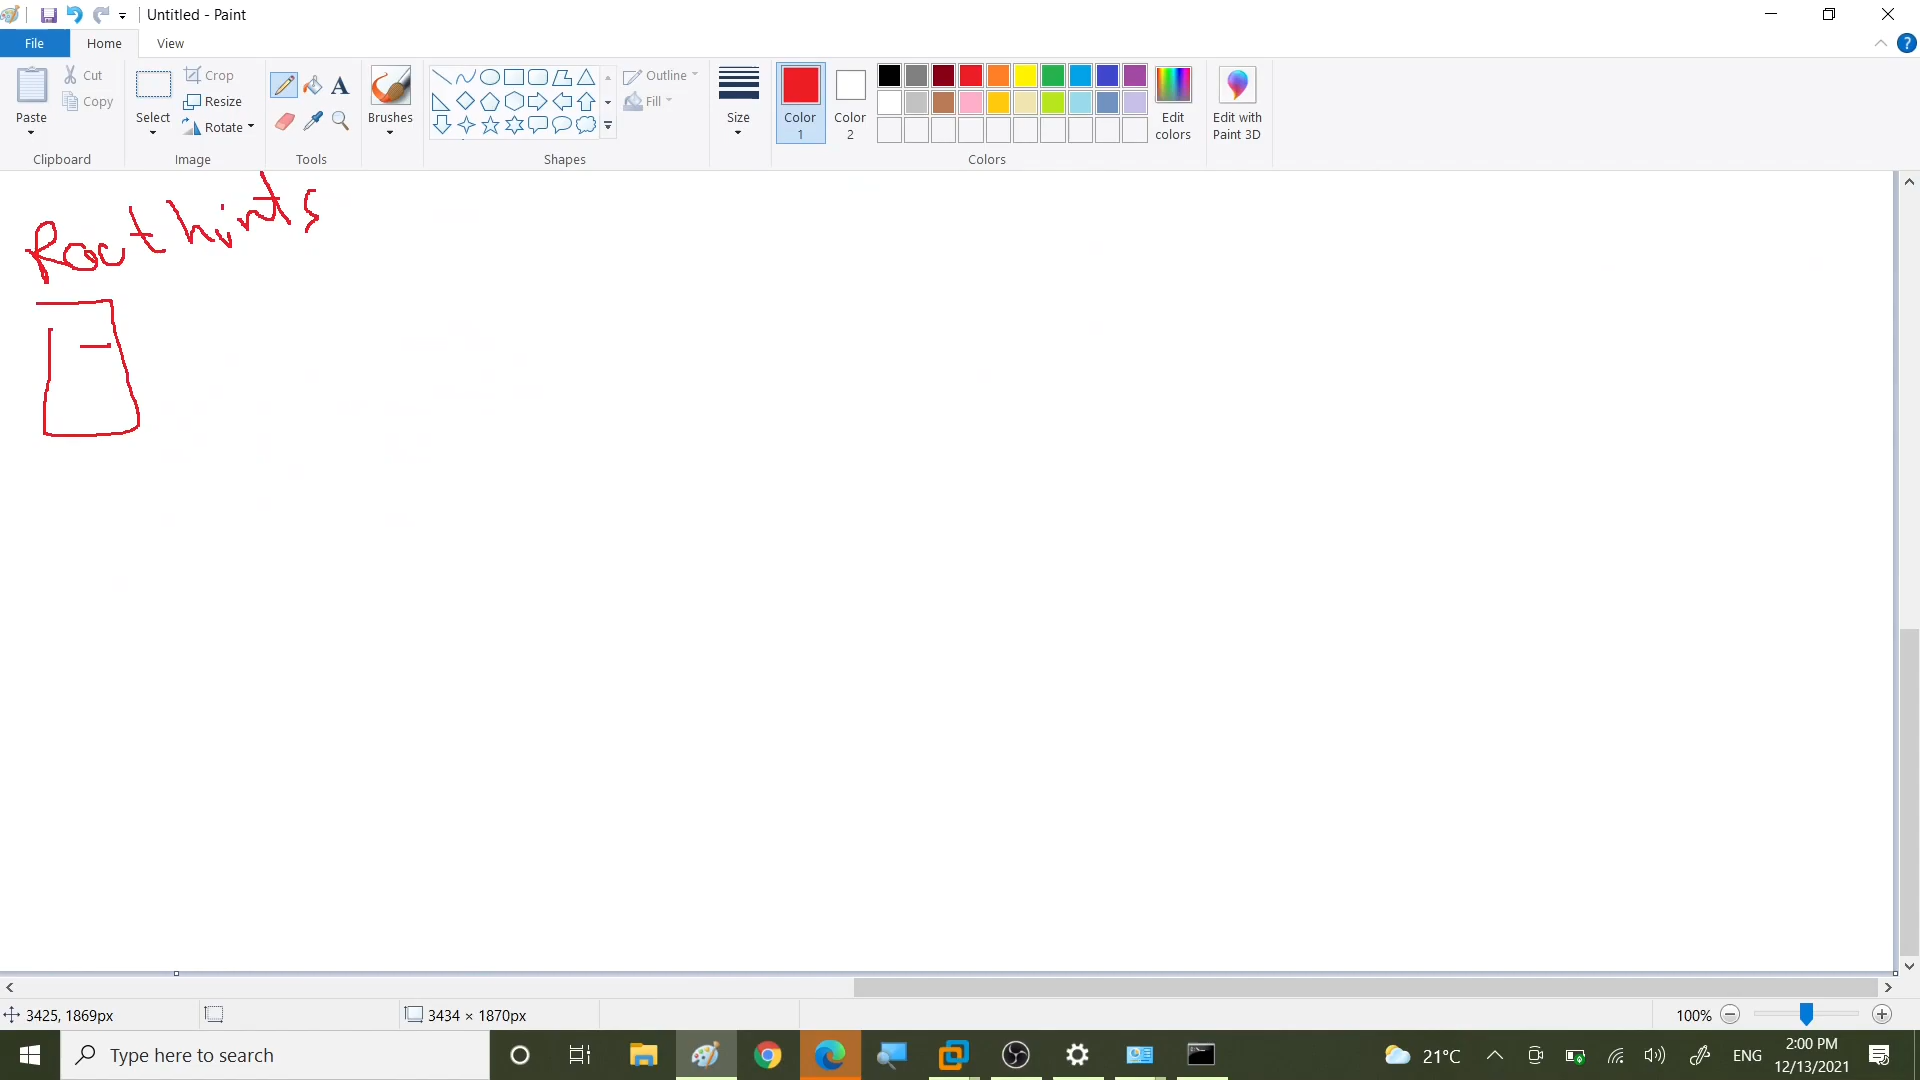 Untitled - Paint
File
Home
View
?
Paste
Cut
Copy
Clipboard
Select
Crop
Resize
Rotate
Image
A
Tools
Brushes
Outline
Fill
Shapes
Size
Color 1
Color 2
Edit colors
Colors
Edit with Paint 3D
Root hints
3425, 1869px
3434 × 1870px
100%
Type here to search
21°C
ENG
2:00 PM
12/13/2021